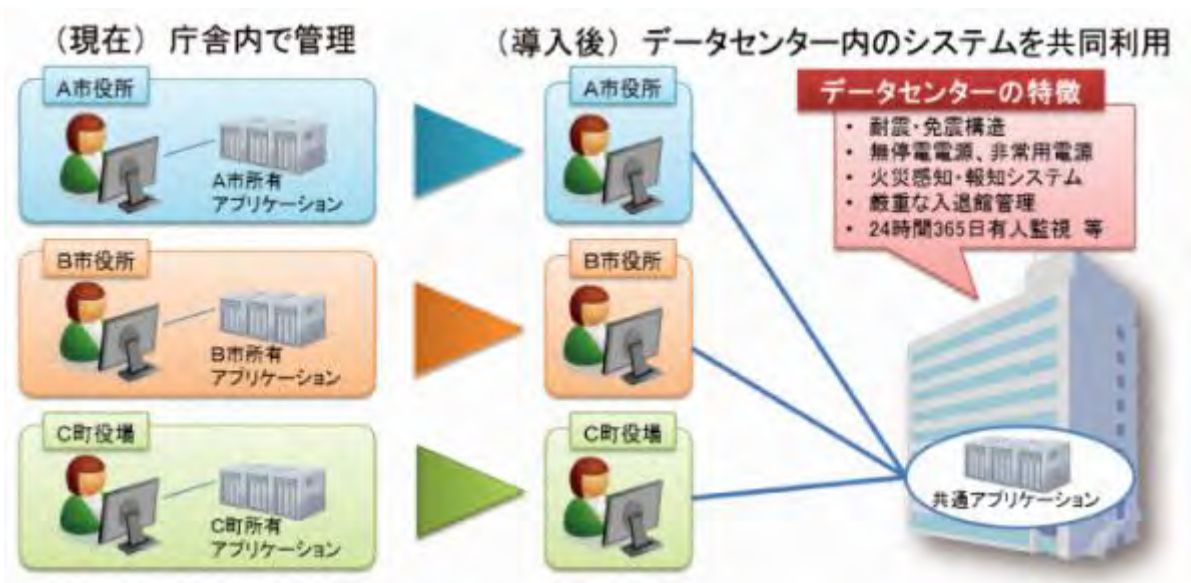 （現在）庁舎内で管理
A市役所
A市所有
アプリケーション
B市役所
B市所有
アプリケーション
C町役場
C町所有
アプリケーション
（導入後）データセンター内のシステムを共同利用
A市役所
B市役所
C町役場
データセンターの特徴
・ 耐震・免震構造
・ 無停電電源、非常用電源
・ 火災感知・報知システム
・ 厳重な入退館管理
・ 24時間365日有人監視 等
共通アプリケーション